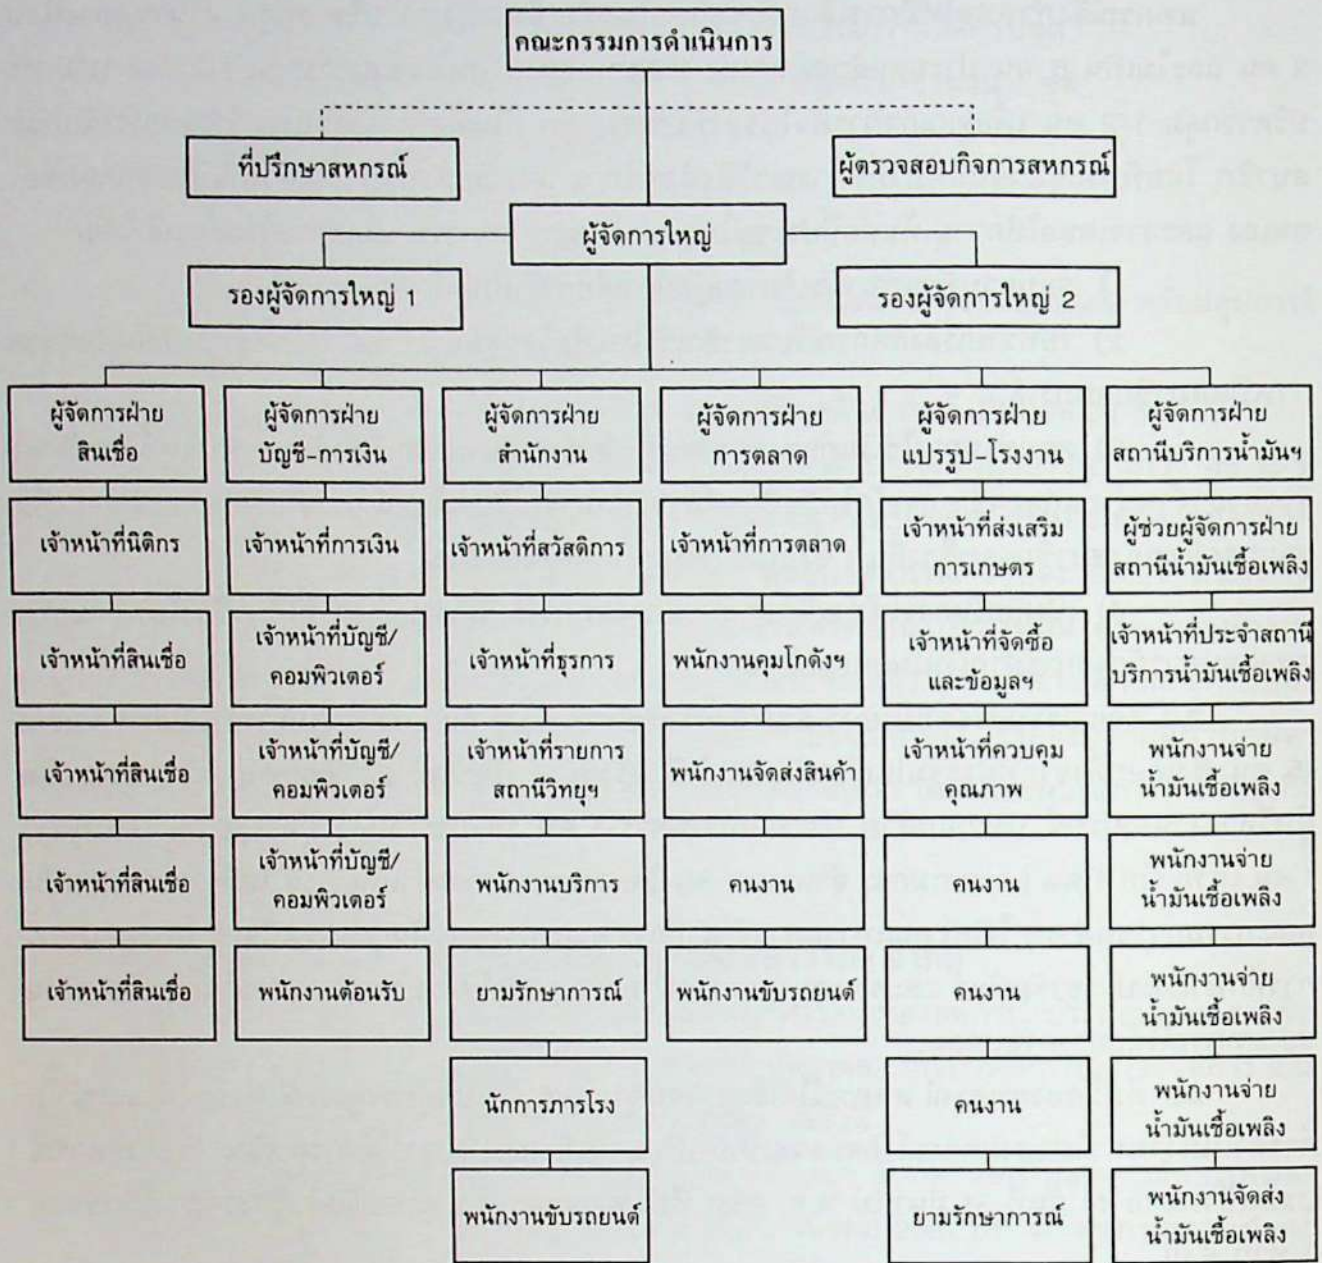 คณะกรรมการดำเนินการ
ที่ปรึกษาสหกรณ์
ผู้ตรวจสอบกิจการสหกรณ์
ผู้จัดการใหญ่
รองผู้จัดการใหญ่ 1
รองผู้จัดการใหญ่ 2
ผู้จัดการฝ่าย
สินเชื่อ
ผู้จัดการฝ่าย
บัญชี-การเงิน
ผู้จัดการฝ่าย
สำนักงาน
ผู้จัดการฝ่าย
การตลาด
ผู้จัดการฝ่าย
แปรรูป-โรงงาน
ผู้จัดการฝ่าย
สถานีบริการน้ำมันฯ
เจ้าหน้าที่นิติกร
เจ้าหน้าที่การเงิน
เจ้าหน้าที่สวัสดิการ
เจ้าหน้าที่การตลาด
เจ้าหน้าที่ส่งเสริม
การเกษตร
ผู้ช่วยผู้จัดการฝ่าย
สถานีน้ำมันเชื้อเพลิง
เจ้าหน้าที่สินเชื่อ
เจ้าหน้าที่บัญชี/
คอมพิวเตอร์
เจ้าหน้าที่ธุรการ
พนักงานคุมโกดังฯ
เจ้าหน้าที่จัดซื้อ
และข้อมูลฯ
เจ้าหน้าที่ประจำสถานี
บริการน้ำมันเชื้อเพลิง
เจ้าหน้าที่สินเชื่อ
เจ้าหน้าที่บัญชี/
คอมพิวเตอร์
เจ้าหน้าที่รายการ
สถานีวิทยุฯ
พนักงานจัดส่งสินค้า
เจ้าหน้าที่ควบคุม
คุณภาพ
พนักงานจ่าย
น้ำมันเชื้อเพลิง
เจ้าหน้าที่สินเชื่อ
เจ้าหน้าที่บัญชี/
คอมพิวเตอร์
พนักงานบริการ
คนงาน
คนงาน
พนักงานจ่าย
น้ำมันเชื้อเพลิง
เจ้าหน้าที่สินเชื่อ
พนักงานต้อนรับ
ยามรักษาการณ์
พนักงานขับรถยนต์
คนงาน
พนักงานจ่าย
น้ำมันเชื้อเพลิง
นักการภารโรง
คนงาน
พนักงานจ่าย
น้ำมันเชื้อเพลิง
พนักงานขับรถยนต์
ยามรักษาการณ์
พนักงานจัดส่ง
น้ำมันเชื้อเพลิง